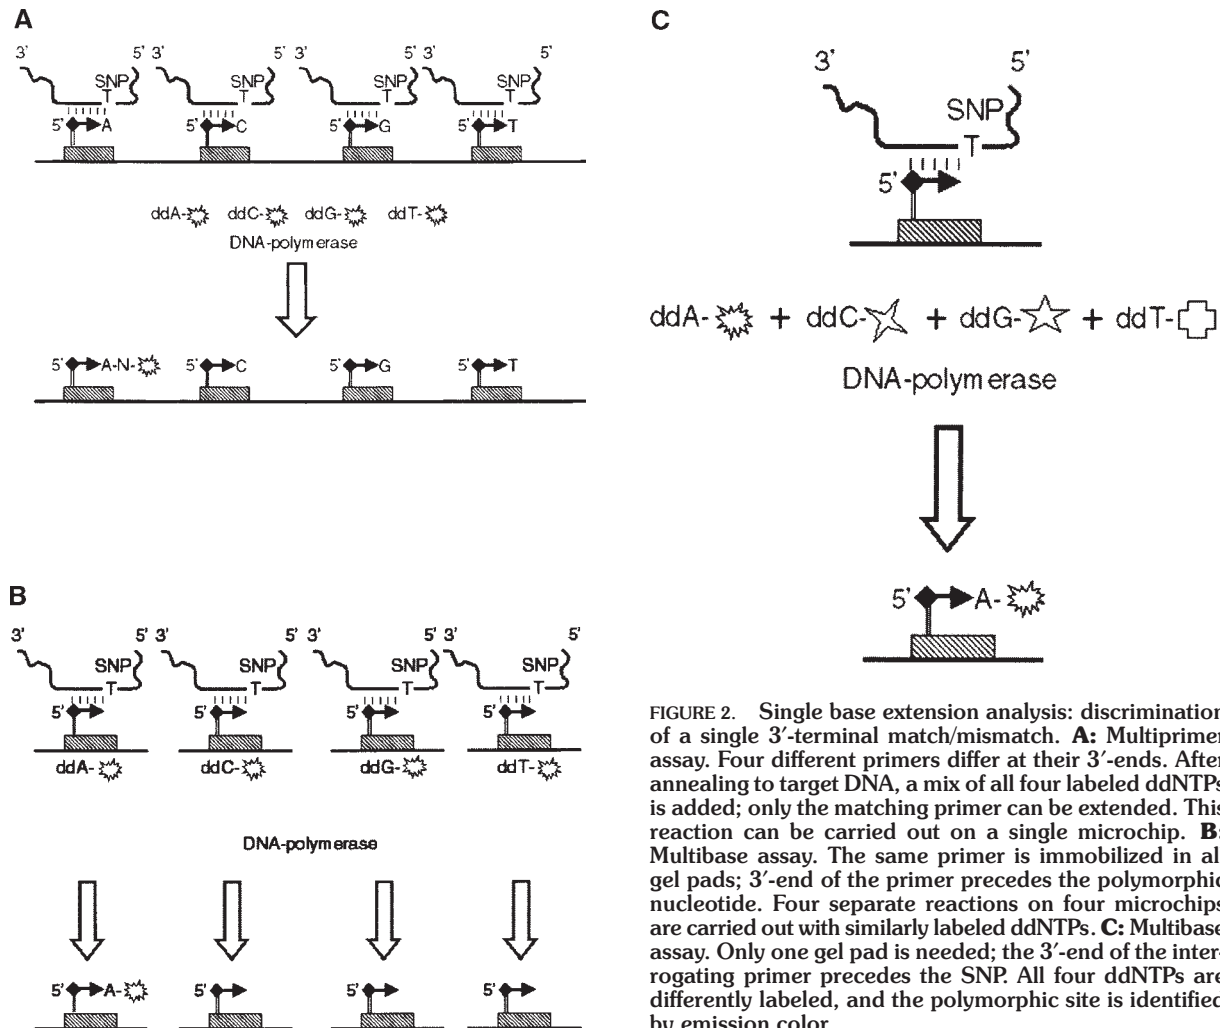 A
3' 5' 3' 5' 3' 5' 3' 5'
SNP SNP SNP SNP
T T T T
5' A 5' C 5' G 5' T
ddA- ddC- ddG- ddT-
DNA-polymerase
5' A-N- 5' C 5' G 5' T
B
3' 5' 3' 5' 3' 5' 3' 5'
SNP SNP SNP SNP
T T T T
5' 5' 5' 5'
ddA- ddC- ddG- ddT-
DNA-polymerase
5' A- 5' 5' 5'
C
3' 5'
SNP
T
5'
ddA- + ddC- + ddG- + ddT-
DNA-polymerase
5' A-
FIGURE 2. Single base extension analysis: discrimination
of a single 3′-terminal match/mismatch. A: Multiprimer
assay. Four different primers differ at their 3′-ends. After
annealing to target DNA, a mix of all four labeled ddNTPs
is added; only the matching primer can be extended. This
reaction can be carried out on a single microchip. B:
Multibase assay. The same primer is immobilized in al
gel pads; 3′-end of the primer precedes the polymorphic
nucleotide. Four separate reactions on four microchips
are carried out with similarly labeled ddNTPs. C: Multibase
assay. Only one gel pad is needed; the 3′-end of the inter-
rogating primer precedes the SNP. All four ddNTPs are
differently labeled, and the polymorphic site is identified
by emission color.